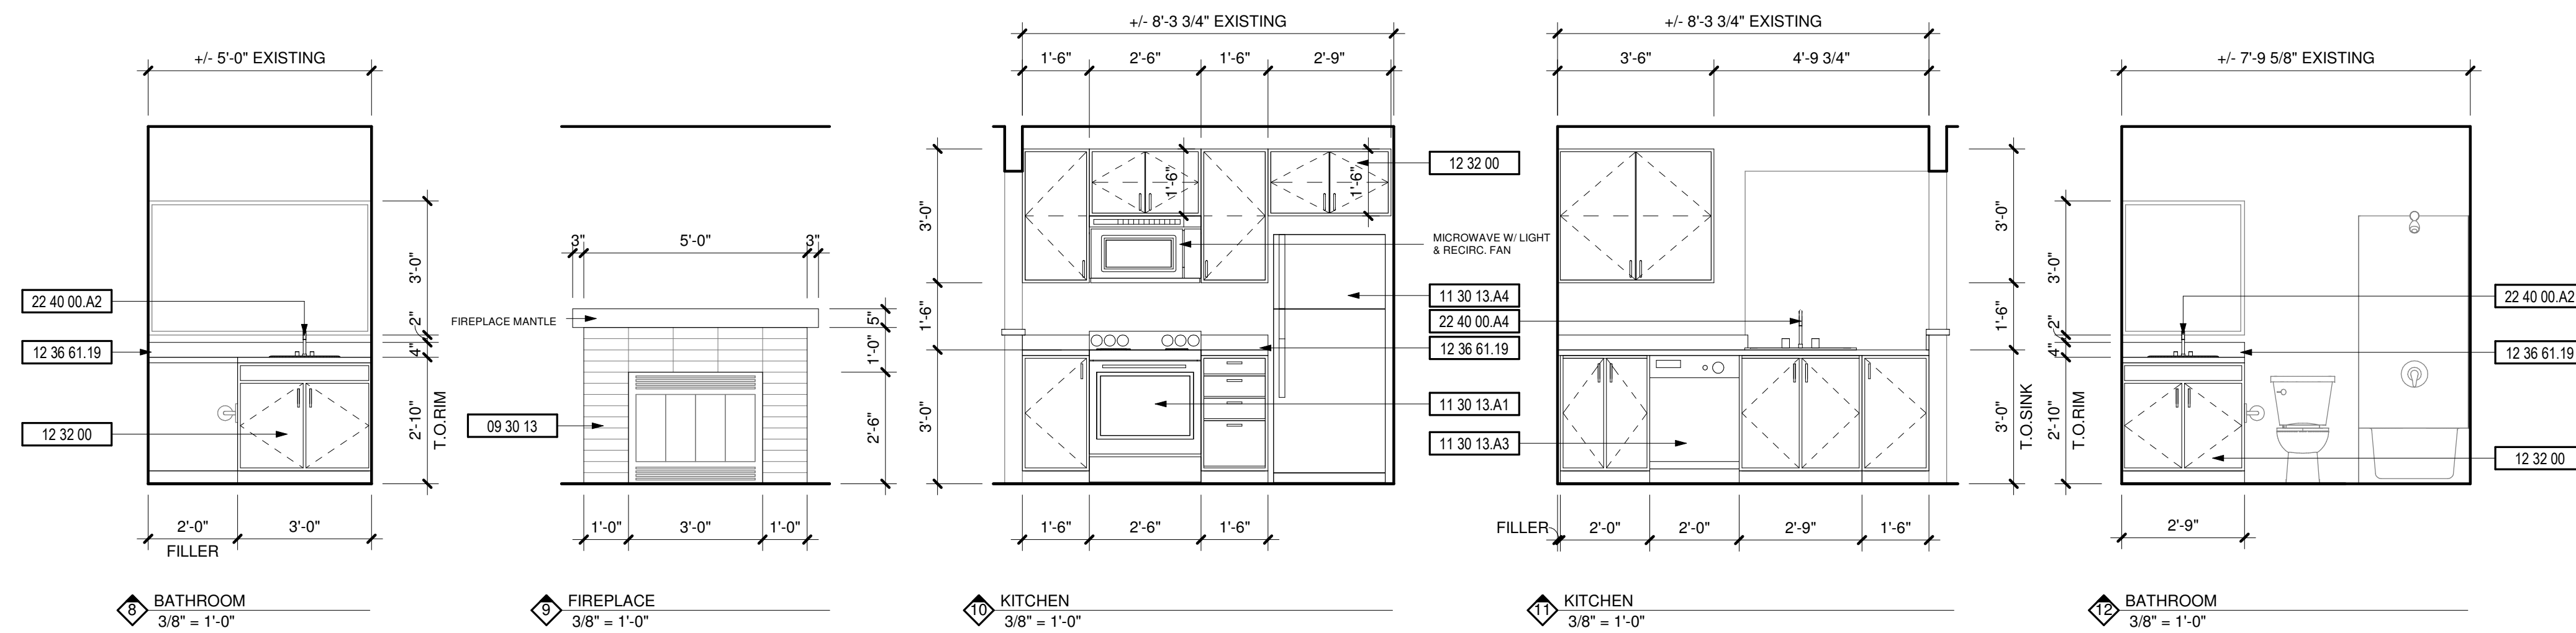 +/- 5'-0" EXISTING
3'-0"
2"
4"
2'-10"
T.O.RIM
22 40 00.A2
12 36 61.19
12 32 00
2'-0"
3'-0"
FILLER
8
BATHROOM
3/8" = 1'-0"
3"
5'-0"
3"
FIREPLACE MANTLE
5"
1'-0"
2'-6"
09 30 13
1'-0"
3'-0"
1'-0"
9
FIREPLACE
3/8" = 1'-0"
+/- 8'-3 3/4" EXISTING
1'-6"
2'-6"
1'-6"
2'-9"
3'-0"
1'-6"
3'-0"
1'-6"
1'-6"
12 32 00
MICROWAVE W/ LIGHT
& RECIRC. FAN
11 30 13.A4
22 40 00.A4
12 36 61.19
11 30 13.A1
11 30 13.A3
1'-6"
2'-6"
1'-6"
10
KITCHEN
3/8" = 1'-0"
+/- 8'-3 3/4" EXISTING
3'-6"
4'-9 3/4"
3'-0"
1'-6"
3'-0"
T.O.SINK
FILLER
2'-0"
2'-0"
2'-9"
1'-6"
11
KITCHEN
3/8" = 1'-0"
+/- 7'-9 5/8" EXISTING
3'-0"
2"
4"
2'-10"
T.O.RIM
22 40 00.A2
12 36 61.19
12 32 00
2'-9"
12
BATHROOM
3/8" = 1'-0"